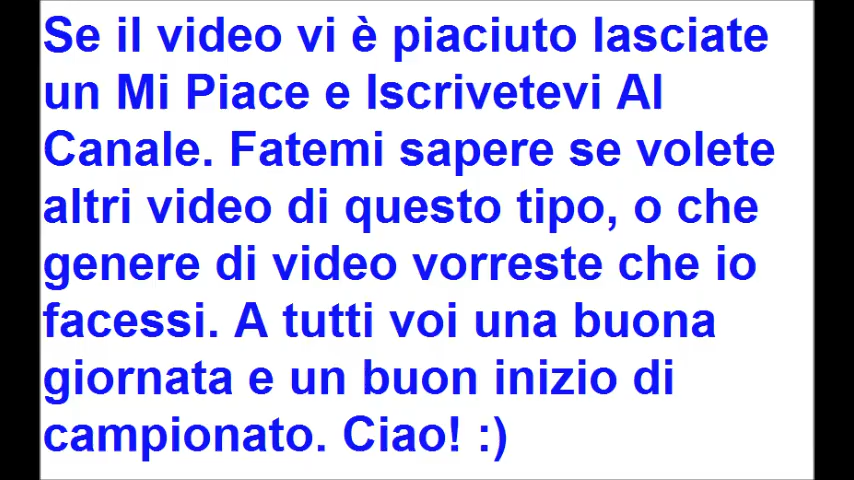 Se il video vi è piaciuto lasciate
un Mi Piace e Iscrivetevi Al
Canale. Fatemi sapere se volete
altri video di questo tipo, o che
genere di video vorreste che io
facessi. A tutti voi una buona
giornata e un buon inizio di
campionato. Ciao! :)